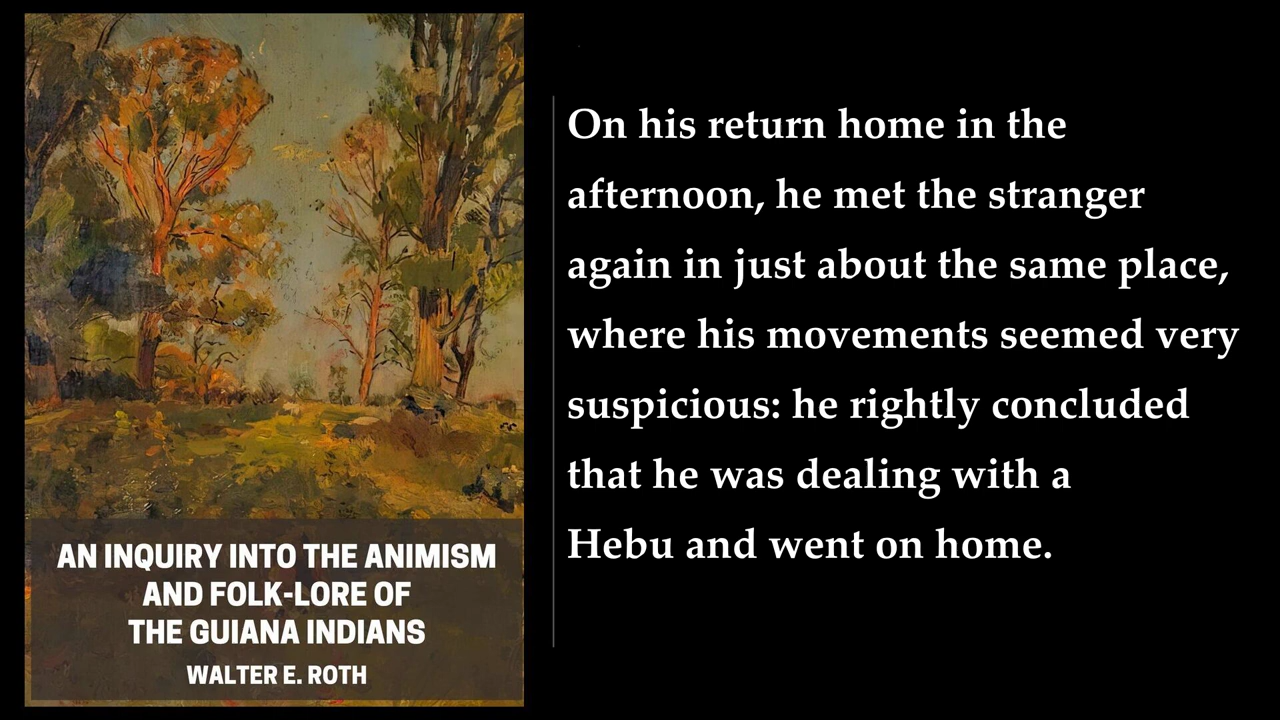 AN INQUIRY INTO THE ANIMISM
AND FOLK-LORE OF
THE GUIANA INDIANS
WALTER E. ROTH
On his return home in the
afternoon, he met the stranger
again in just about the same place,
where his movements seemed very
suspicious: he rightly concluded
that he was dealing with a
Hebu and went on home.